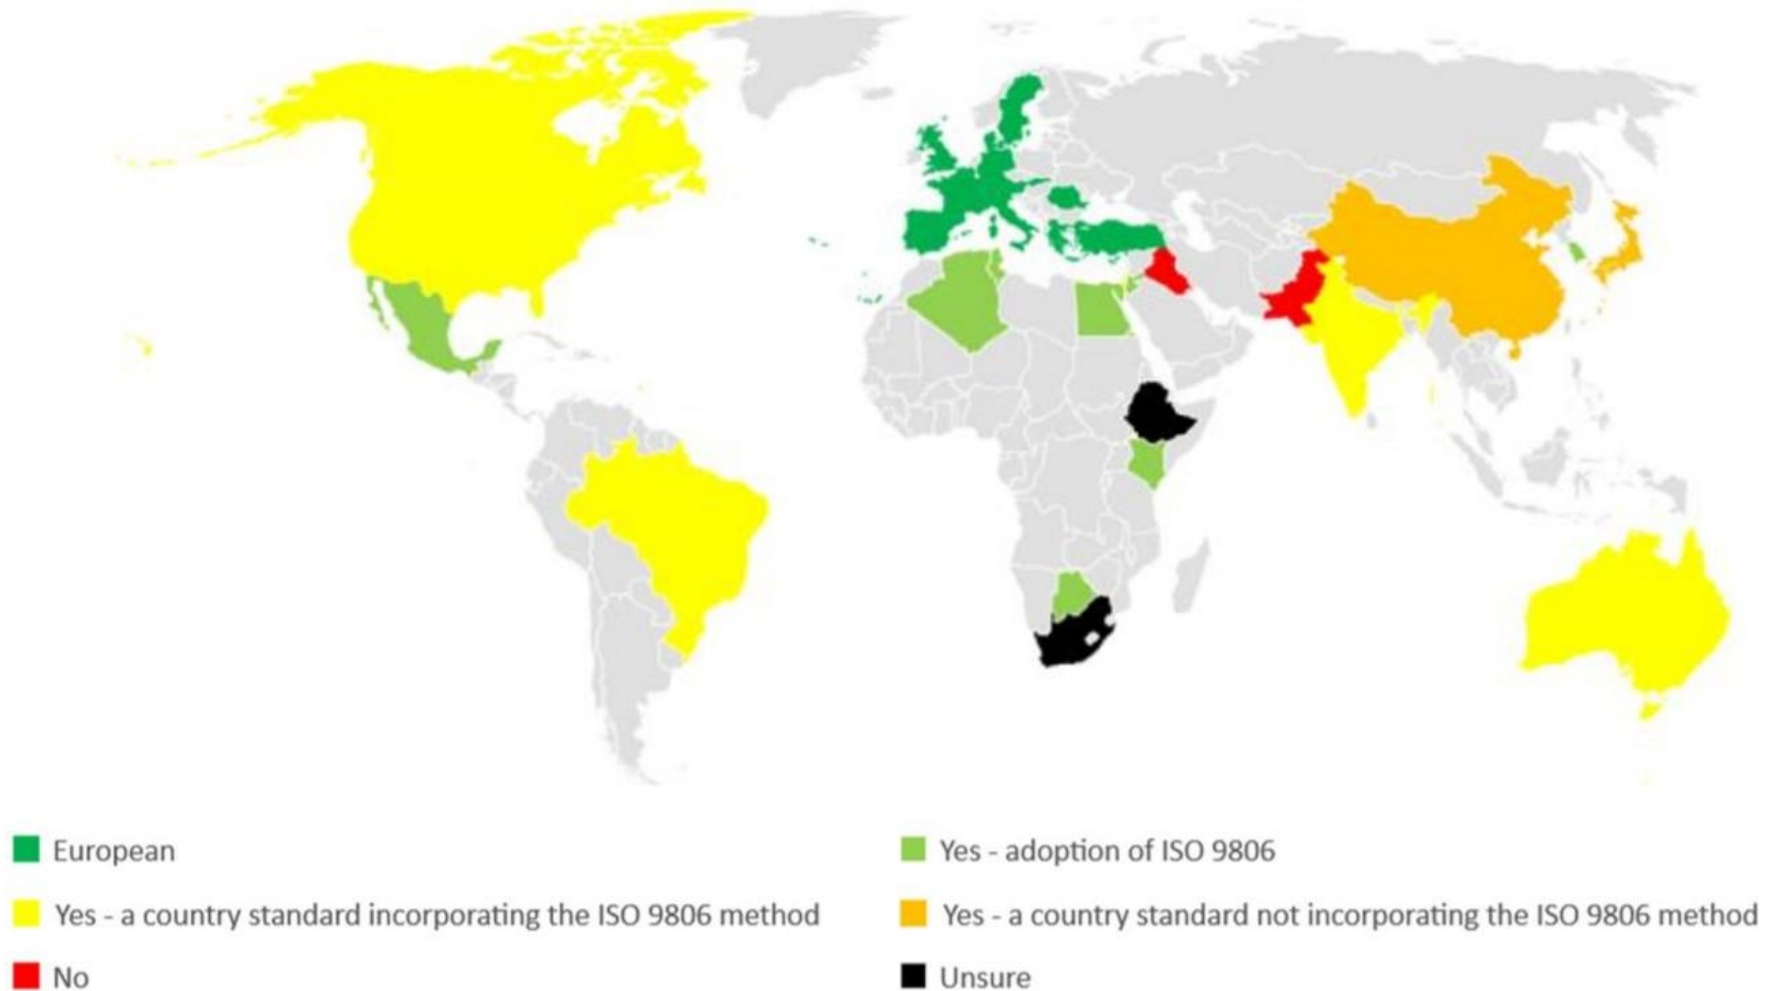 European
Yes - adoption of ISO 9806
Yes - a country standard incorporating the ISO 9806 method
Yes - a country standard not incorporating the ISO 9806 method
No
Unsure